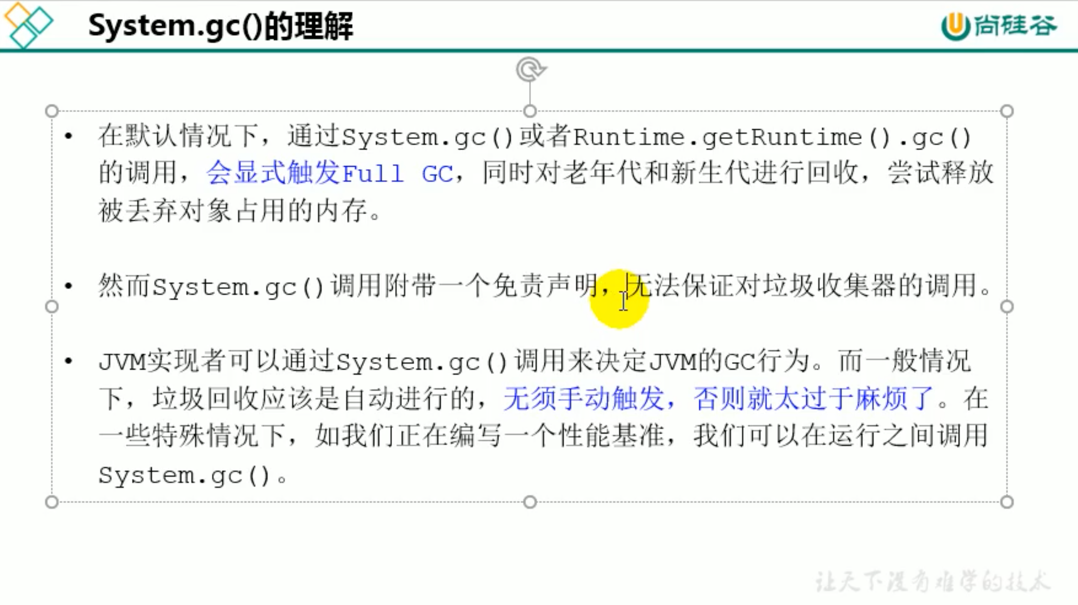 System.gc()的理解
尚硅谷
• 在默认情况下，通过System.gc()或者Runtime.getRuntime().gc()
的调用，会显式触发Full GC，同时对老年代和新生代进行回收，尝试释放
被丢弃对象占用的内存。
• 然而System.gc()调用附带一个免责声明，无法保证对垃圾收集器的调用。
• JVM实现者可以通过System.gc()调用来决定JVM的GC行为。而一般情况
下，垃圾回收应该是自动进行的，无须手动触发，否则就太过于麻烦了。在
一些特殊情况下，如我们正在编写一个性能基准，我们可以在运行之间调用
System.gc()。
让天下没有难学的技术